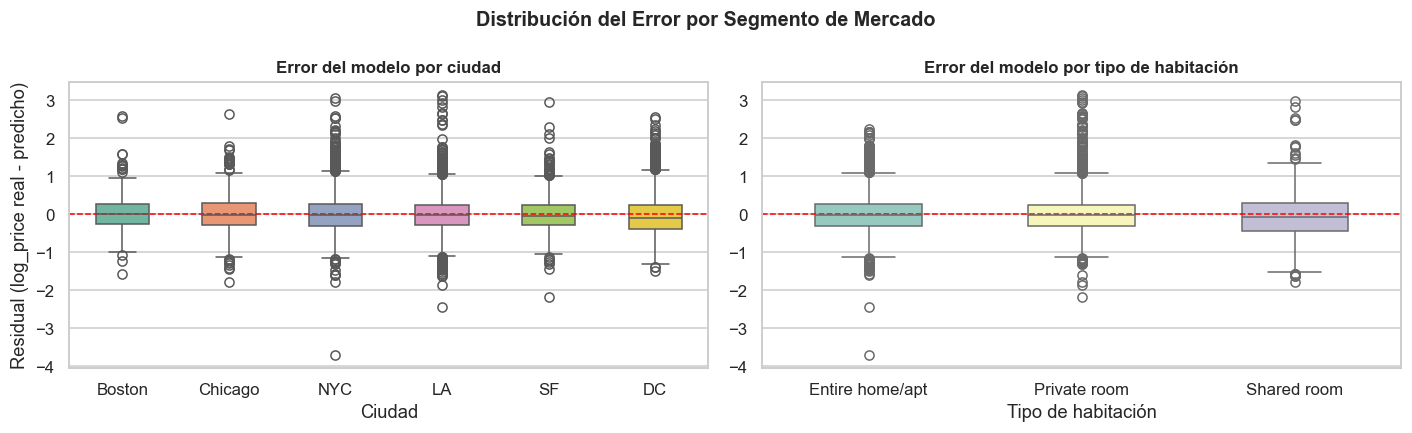 Distribución del Error por Segmento de Mercado
Error del modelo por ciudad
Residual (log_price real - predicho)
3
2
1
0
−1
−2
−3
−4
Boston Chicago NYC LA SF DC
Ciudad
Error del modelo por tipo de habitación
3
2
1
0
−1
−2
−3
−4
Entire home/apt Private room Shared room
Tipo de habitación